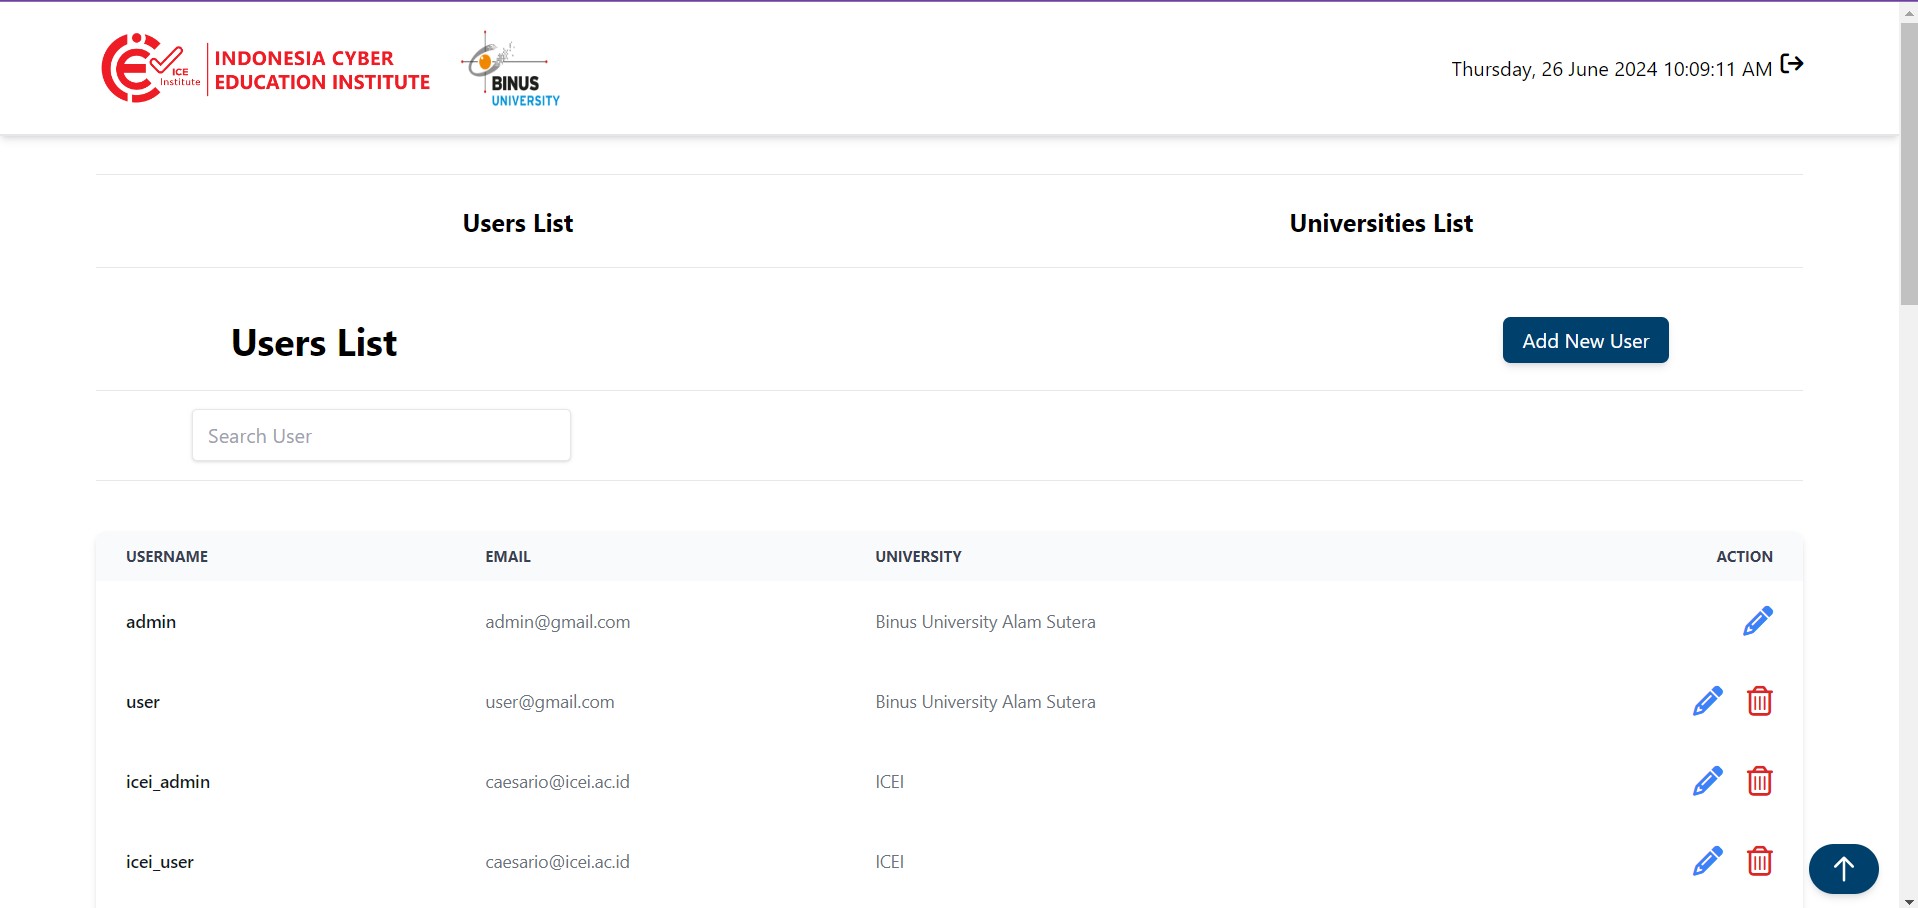 ICE
Institute
INDONESIA CYBER
EDUCATION INSTITUTE
BINUS
UNIVERSITY
Thursday, 26 June 2024 10:09:11 AM
Users List
Universities List
Users List
Add New User
Search User
USERNAME EMAIL UNIVERSITY ACTION
admin admin@gmail.com Binus University Alam Sutera
user user@gmail.com Binus University Alam Sutera
icei_admin caesario@icei.ac.id ICEI
icei_user caesario@icei.ac.id ICEI